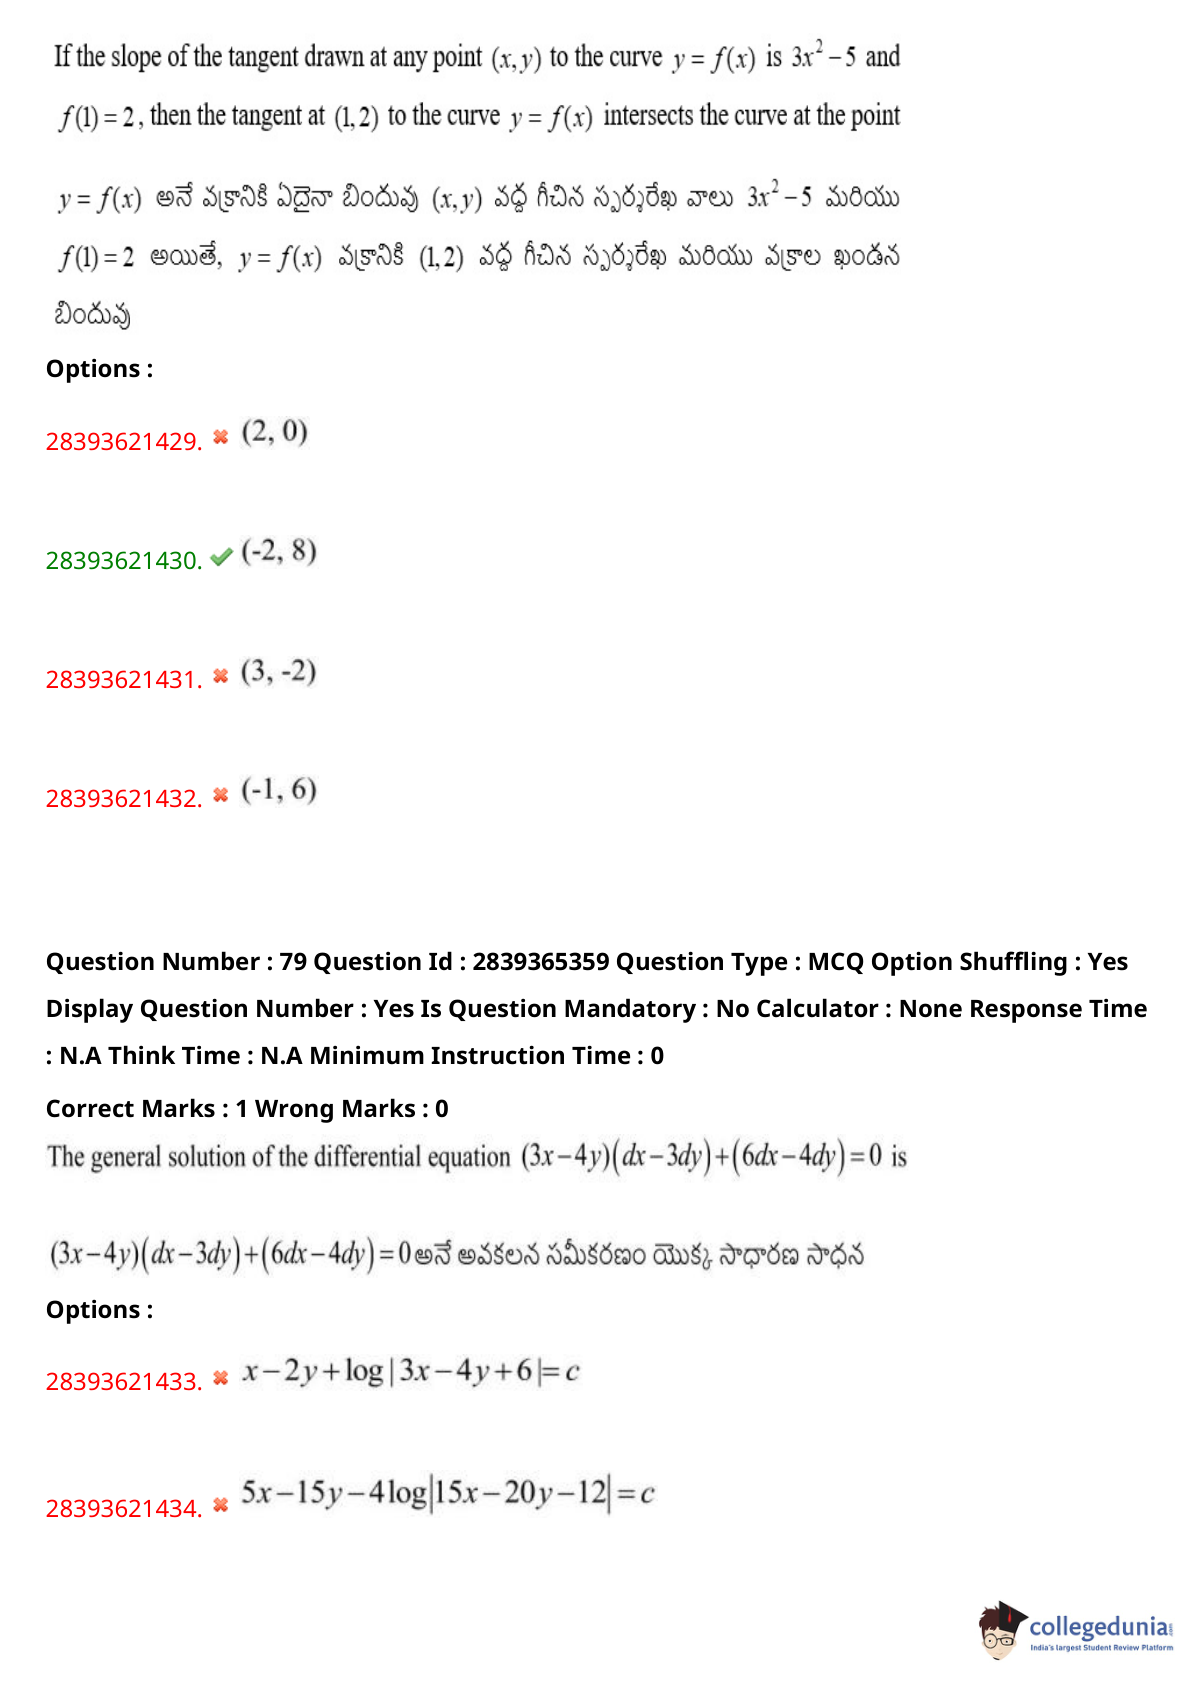 If the slope of the tangent drawn at any point (x, y) to the curve y = f(x) is 3x² − 5 and
f(1) = 2, then the tangent at (1, 2) to the curve y = f(x) intersects the curve at the point
y = f(x) అనే వక్రానికి ఏదైనా బిందువు (x, y) వద్ద గీచిన స్పర్శరేఖ వాలు 3x² − 5 మరియు
f(1) = 2 అయితే, y = f(x) వక్రానికి (1, 2) వద్ద గీచిన స్పర్శరేఖ మరియు వక్రాల ఖండన
బిందువు
Options :
28393621429. ✖ (2, 0)
28393621430. ✔ (-2, 8)
28393621431. ✖ (3, -2)
28393621432. ✖ (-1, 6)
Question Number : 79 Question Id : 2839365359 Question Type : MCQ Option Shuffling : Yes
Display Question Number : Yes Is Question Mandatory : No Calculator : None Response Time
: N.A Think Time : N.A Minimum Instruction Time : 0
Correct Marks : 1 Wrong Marks : 0
The general solution of the differential equation (3x − 4y)(dx − 3dy) + (6dx − 4dy) = 0 is
(3x − 4y)(dx − 3dy) + (6dx − 4dy) = 0 అనే అవకలన సమీకరణం యొక్క సాధారణ సాధన
Options :
28393621433. ✖ x − 2y + log | 3x − 4y + 6 |= c
28393621434. ✖ 5x − 15y − 4 log |15x − 20y − 12| = c
collegedunia.com
India's largest Student Review Platform